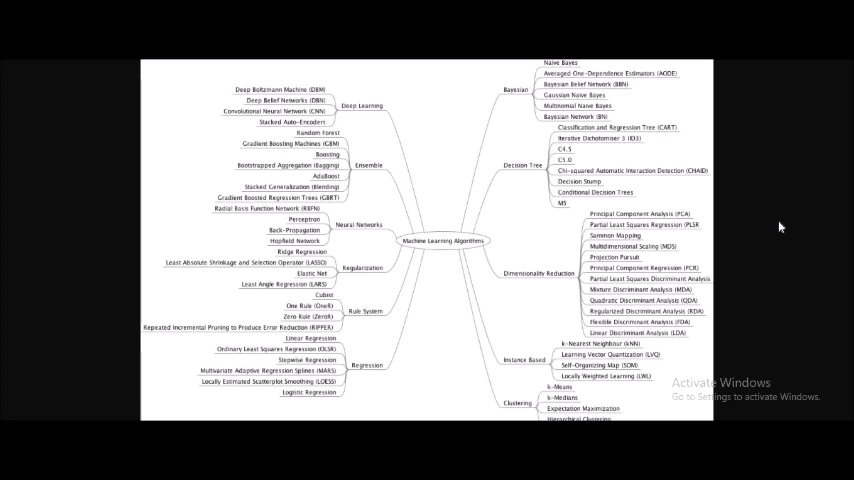 Deep Learning
Deep Boltzmann Machine (DBM)
Deep Belief Networks (DBN)
Convolutional Neural Network (CNN)
Stacked Auto-Encoders
Ensemble
Random Forest
Gradient Boosting Machines (GBM)
Boosting
Bootstrapped Aggregation (Bagging)
AdaBoost
Stacked Generalization (Blending)
Gradient Boosted Regression Trees (GBRT)
Neural Networks
Radial Basis Function Network (RBFN)
Perceptron
Back-Propagation
Hopfield Network
Regularization
Ridge Regression
Least Absolute Shrinkage and Selection Operator (LASSO)
Elastic Net
Least Angle Regression (LARS)
Rule System
Cubist
One Rule (OneR)
Zero Rule (ZeroR)
Repeated Incremental Pruning to Produce Error Reduction (RIPPER)
Regression
Linear Regression
Ordinary Least Squares Regression (OLSR)
Stepwise Regression
Multivariate Adaptive Regression Splines (MARS)
Locally Estimated Scatterplot Smoothing (LOESS)
Logistic Regression
Machine Learning Algorithms
Bayesian
Naive Bayes
Averaged One-Dependence Estimators (AODE)
Bayesian Belief Network (BBN)
Gaussian Naive Bayes
Multinomial Naive Bayes
Bayesian Network (BN)
Decision Tree
Classification and Regression Tree (CART)
Iterative Dichotomiser 3 (ID3)
C4.5
C5.0
Chi-squared Automatic Interaction Detection (CHAID)
Decision Stump
Conditional Decision Trees
M5
Dimensionality Reduction
Principal Component Analysis (PCA)
Partial Least Squares Regression (PLSR
Sammon Mapping
Multidimensional Scaling (MDS)
Projection Pursuit
Principal Component Regression (PCR)
Partial Least Squares Discriminant Analysis
Mixture Discriminant Analysis (MDA)
Quadratic Discriminant Analysis (QDA)
Regularized Discriminant Analysis (RDA)
Flexible Discriminant Analysis (FDA)
Linear Discriminant Analysis (LDA)
Instance Based
k-Nearest Neighbour (kNN)
Learning Vector Quantization (LVQ)
Self-Organizing Map (SOM)
Locally Weighted Learning (LWL)
Clustering
k-Means
k-Medians
Expectation Maximization
Hierarchical Clustering
Activate Windows
Go to Settings to activate Windows.